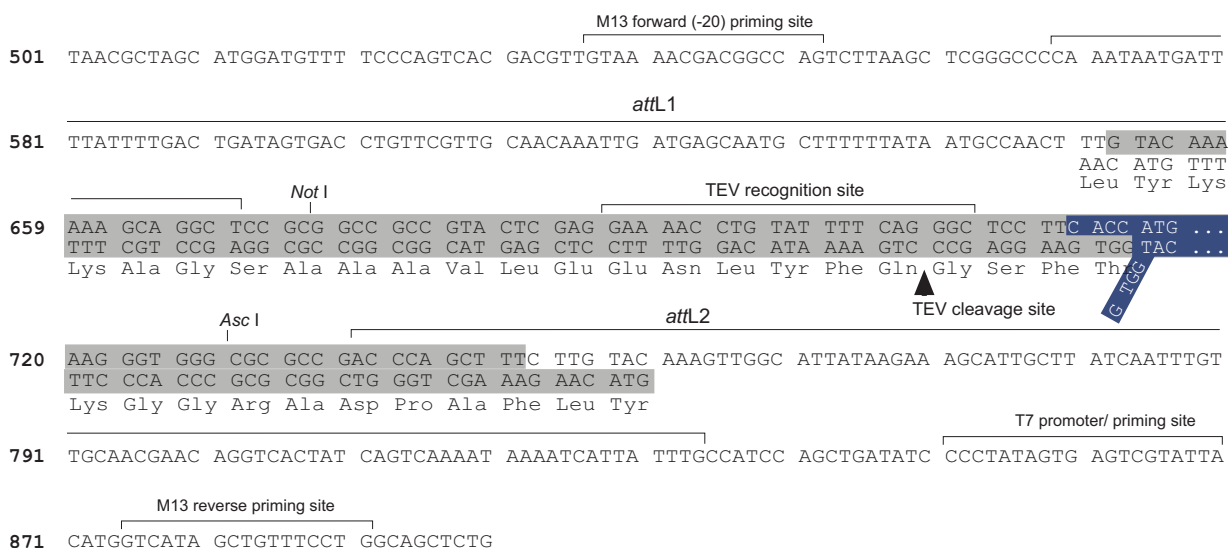 M13 forward (-20) priming site
501 TAACGCTAGC ATGGATGTTT TCCCAGTCAC GACGTTGTAA AACGACGGCC AGTCTTAAGC TCGGGCCCCA AATAATGATT
attL1
581 TTATTTTGAC TGATAGTGAC CTGTTCGTTG CAACAAATTG ATGAGCAATG CTTTTTTATA ATGCCAACTT TTG TAC AAA
AAC ATG TTT
Leu Tyr Lys
Not I
TEV recognition site
659 AAA GCA GGC TCC GCG GCC GCC GTA CTC GAG GAA AAC CTG TAT TTT CAG GGC TCC TTC ACC ATG ...
TTT CGT CCG AGG CGC CGG CGG CAT GAG CTC CTT TTG GAC ATA AAA GTC CCG AGG AAG TGG TAC ...
Lys Ala Gly Ser Ala Ala Ala Val Leu Glu Glu Asn Leu Tyr Phe Gln Gly Ser Phe Thr
G TGG
TEV cleavage site
Asc I
attL2
720 AAG GGT GGG CGC GCC GAC CCA GCT TTC TTG TAC AAAGTTGGC ATTATAAGAA AGCATTGCTT ATCAATTTGT
TTC CCA CCC GCG CGG CTG GGT CGA AAG AAC ATG
Lys Gly Gly Arg Ala Asp Pro Ala Phe Leu Tyr
T7 promoter/ priming site
791 TGCAACGAAC AGGTCACTAT CAGTCAAAAT AAAATCATTA TTTGCCATCC AGCTGATATC CCCTATAGTG AGTCGTATTA
M13 reverse priming site
871 CATGGTCATA GCTGTTTCCT GGCAGCTCTG